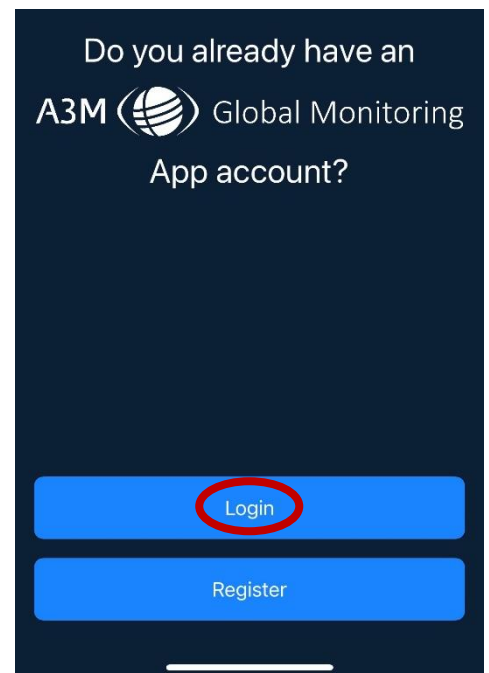 Do you already have an
A3M Global Monitoring
App account?
Login
Register